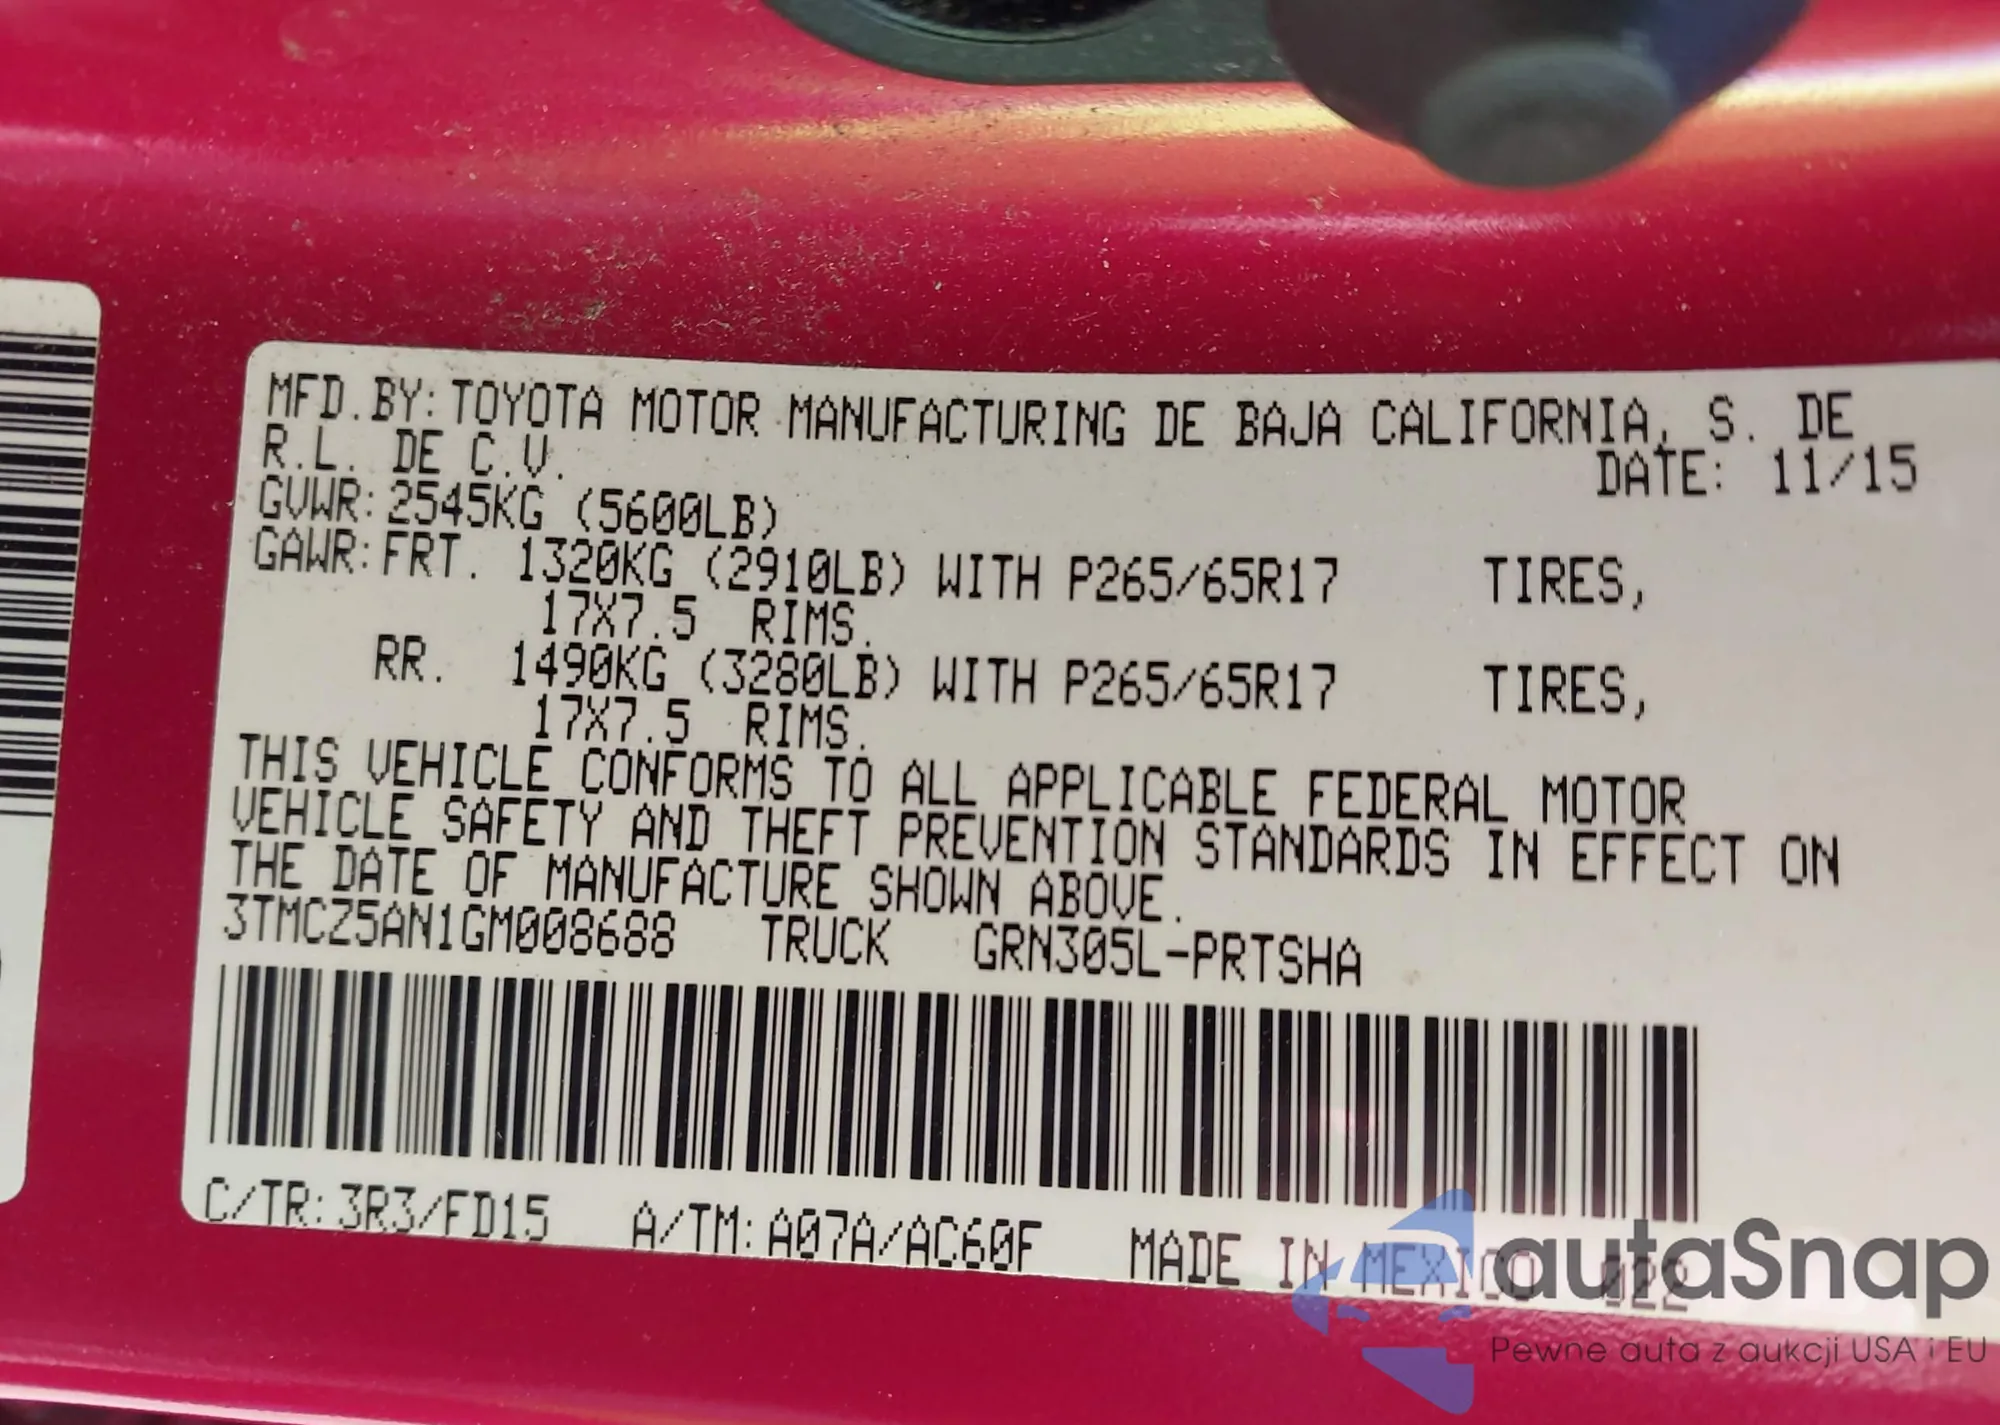 MFD.BY:TOYOTA MOTOR MANUFACTURING DE BAJA CALIFORNIA, S. DE
R.L. DE C.V.
DATE: 11/15
GVWR:2545KG (5600LB)
GAWR:FRT. 1320KG (2910LB) WITH P265/65R17 TIRES,
17X7.5 RIMS.
RR. 1490KG (3280LB) WITH P265/65R17 TIRES,
17X7.5 RIMS.
THIS VEHICLE CONFORMS TO ALL APPLICABLE FEDERAL MOTOR
VEHICLE SAFETY AND THEFT PREVENTION STANDARDS IN EFFECT ON
THE DATE OF MANUFACTURE SHOWN ABOVE.
3TMCZ5AN1GM008688 TRUCK GRN305L-PRTSHA
C/TR:3R3/FD15 A/TM:A07A/AC60F MADE IN MEXICO 022
autaSnap
Pewne auta z aukcji USA i EU